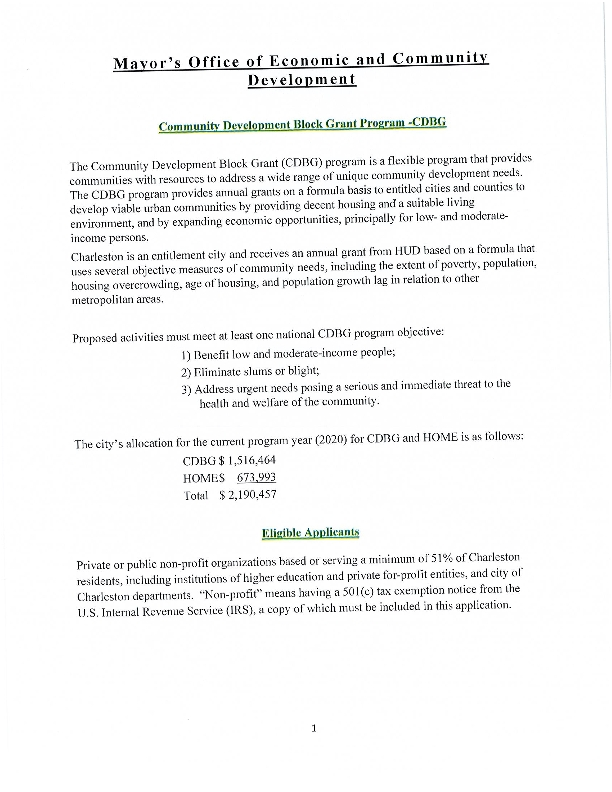 Mayor's Office of Economic and Community
Development
Community Development Block Grant Program -CDBG
The Community Development Block Grant (CDBG) program is a flexible program that provides
communities with resources to address a wide range of unique community development needs.
The CDBG program provides annual grants on a formula basis to entitled cities and counties to
develop viable urban communities by providing decent housing and a suitable living
environment, and by expanding economic opportunities, principally for low- and moderate-
income persons.
Charleston is an entitlement city and receives an annual grant from HUD based on a formula that
uses several objective measures of community needs, including the extent of poverty, population,
housing overcrowding, age of housing, and population growth lag in relation to other
metropolitan areas.
Proposed activities must meet at least one national CDBG program objective:
1) Benefit low and moderate-income people;
2) Eliminate slums or blight;
3) Address urgent needs posing a serious and immediate threat to the
health and welfare of the community.
The city's allocation for the current program year (2020) for CDBG and HOME is as follows:
CDBG $ 1,516,464
HOME$ 673,993
Total $ 2,190,457
Eligible Applicants
Private or public non-profit organizations based or serving a minimum of 51% of Charleston
residents, including institutions of higher education and private for-profit entities, and city of
Charleston departments. "Non-profit" means having a 501(c) tax exemption notice from the
U.S. Internal Revenue Service (IRS), a copy of which must be included in this application.
1